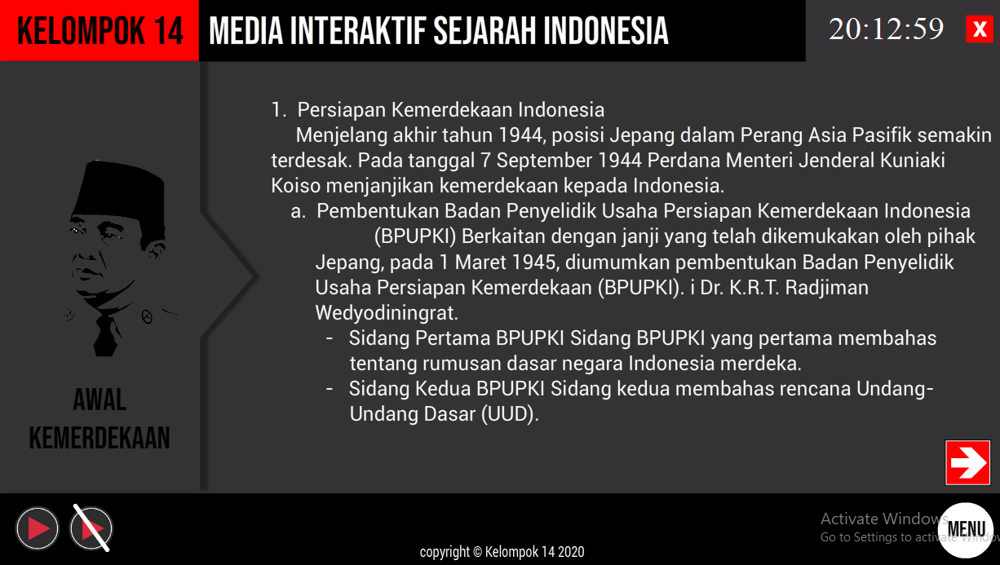 KELOMPOK 14
MEDIA INTERAKTIF SEJARAH INDONESIA
20:12:59
X
1. Persiapan Kemerdekaan Indonesia
Menjelang akhir tahun 1944, posisi Jepang dalam Perang Asia Pasifik semakin
terdesak. Pada tanggal 7 September 1944 Perdana Menteri Jenderal Kuniaki
Koiso menjanjikan kemerdekaan kepada Indonesia.
a. Pembentukan Badan Penyelidik Usaha Persiapan Kemerdekaan Indonesia
(BPUPKI) Berkaitan dengan janji yang telah dikemukakan oleh pihak
Jepang, pada 1 Maret 1945, diumumkan pembentukan Badan Penyelidik
Usaha Persiapan Kemerdekaan (BPUPKI). i Dr. K.R.T. Radjiman
Wedyodiningrat.
- Sidang Pertama BPUPKI Sidang BPUPKI yang pertama membahas
tentang rumusan dasar negara Indonesia merdeka.
- Sidang Kedua BPUPKI Sidang kedua membahas rencana Undang-
Undang Dasar (UUD).
AWAL
KEMERDEKAAN
Activate Windows
Go to Settings to activate Windows
MENU
copyright © Kelompok 14 2020